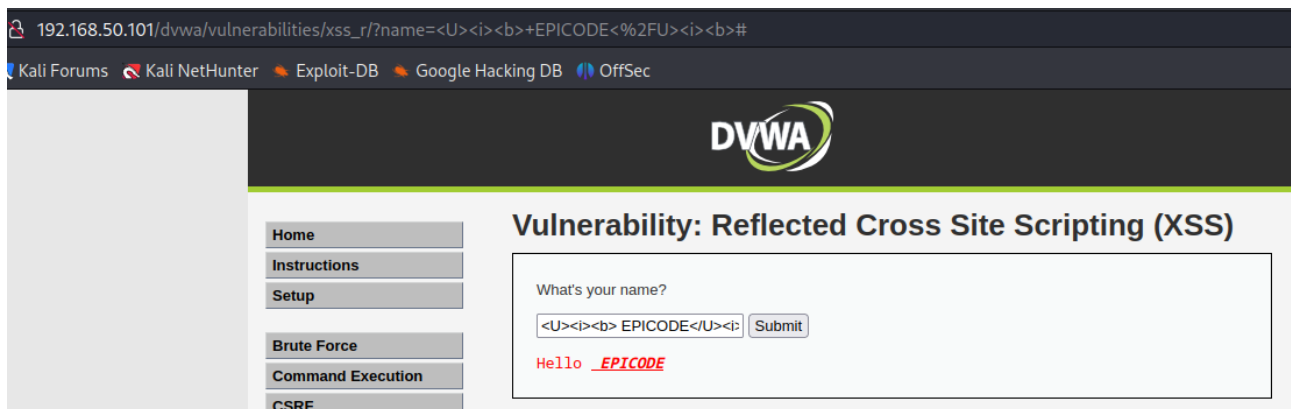 192.168.50.101/dvwa/vulnerabilities/xss_r/?name=<U><i><b>+EPICODE<%2FU><i><b>#
Kali Forums Kali NetHunter Exploit-DB Google Hacking DB OffSec
DVWA
Home
Instructions
Setup
Brute Force
Command Execution
CSRF
Vulnerability: Reflected Cross Site Scripting (XSS)
What's your name?
<U><i><b> EPICODE</U><i> Submit
Hello EPICODE